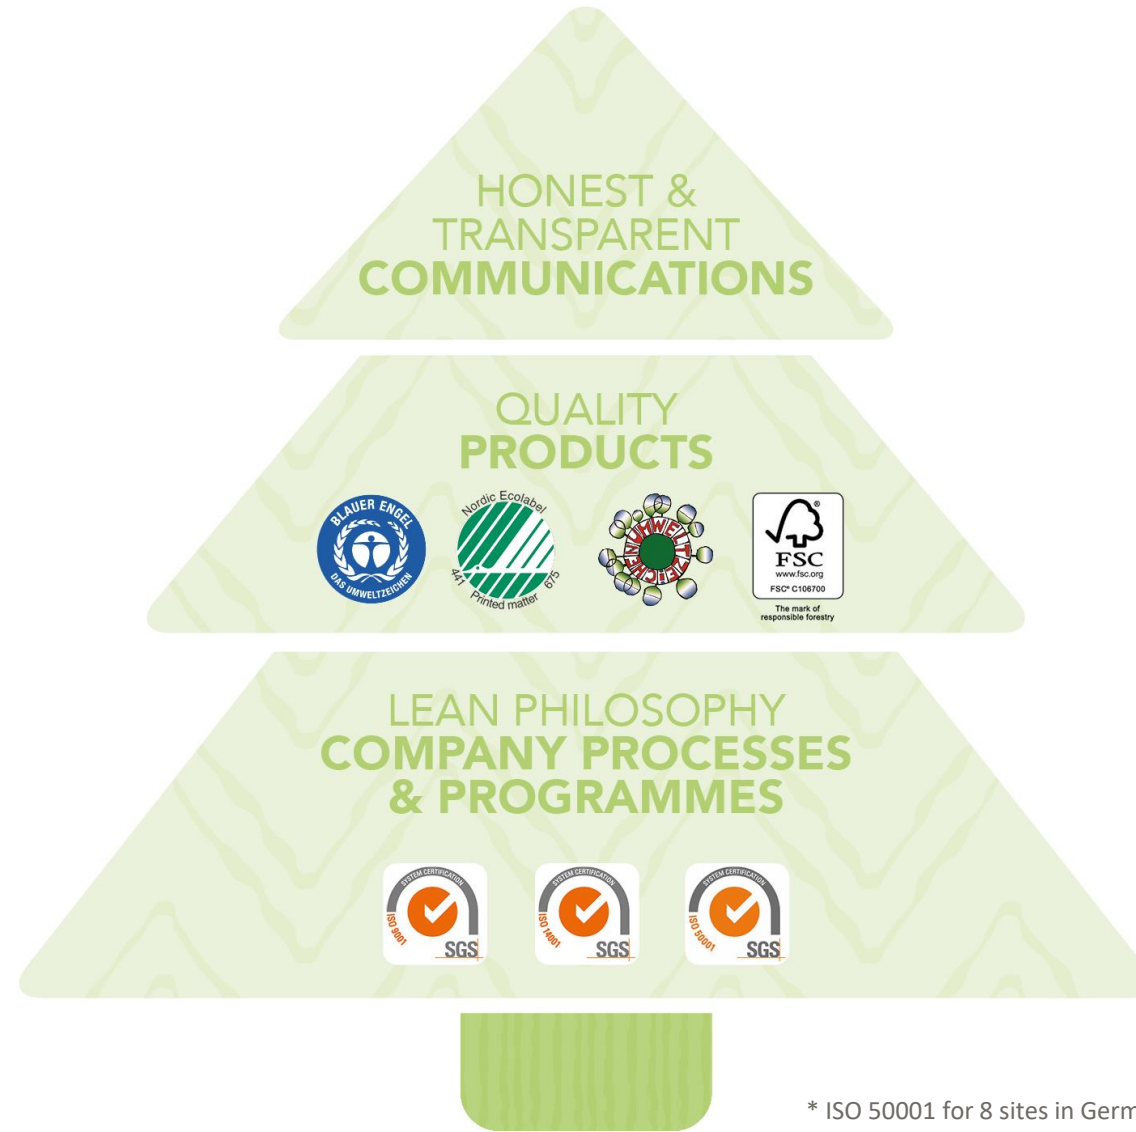 HONEST &
TRANSPARENT
COMMUNICATIONS
QUALITY
PRODUCTS
BLAUER ENGEL
DAS UMWELTZEICHEN
Nordic Ecolabel
441 Printed matter 675
UMWELTZEICHEN
®
FSC
www.fsc.org
FSC® C106700
The mark of
responsible forestry
LEAN PHILOSOPHY
COMPANY PROCESSES
& PROGRAMMES
SYSTEM CERTIFICATION
ISO 9001
SGS
SYSTEM CERTIFICATION
ISO 14001
SGS
SYSTEM CERTIFICATION
ISO 50001
SGS
* ISO 50001 for 8 sites in Germ